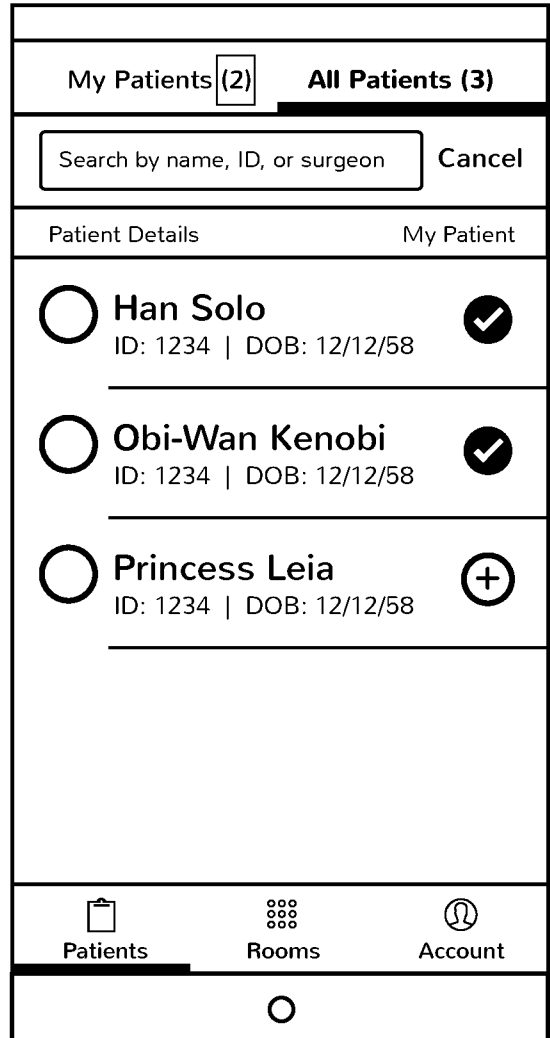 My Patients (2) All Patients (3)
Search by name, ID, or surgeon Cancel
Patient Details My Patient
Han Solo
ID: 1234 | DOB: 12/12/58
Obi-Wan Kenobi
ID: 1234 | DOB: 12/12/58
Princess Leia
ID: 1234 | DOB: 12/12/58
Patients Rooms Account